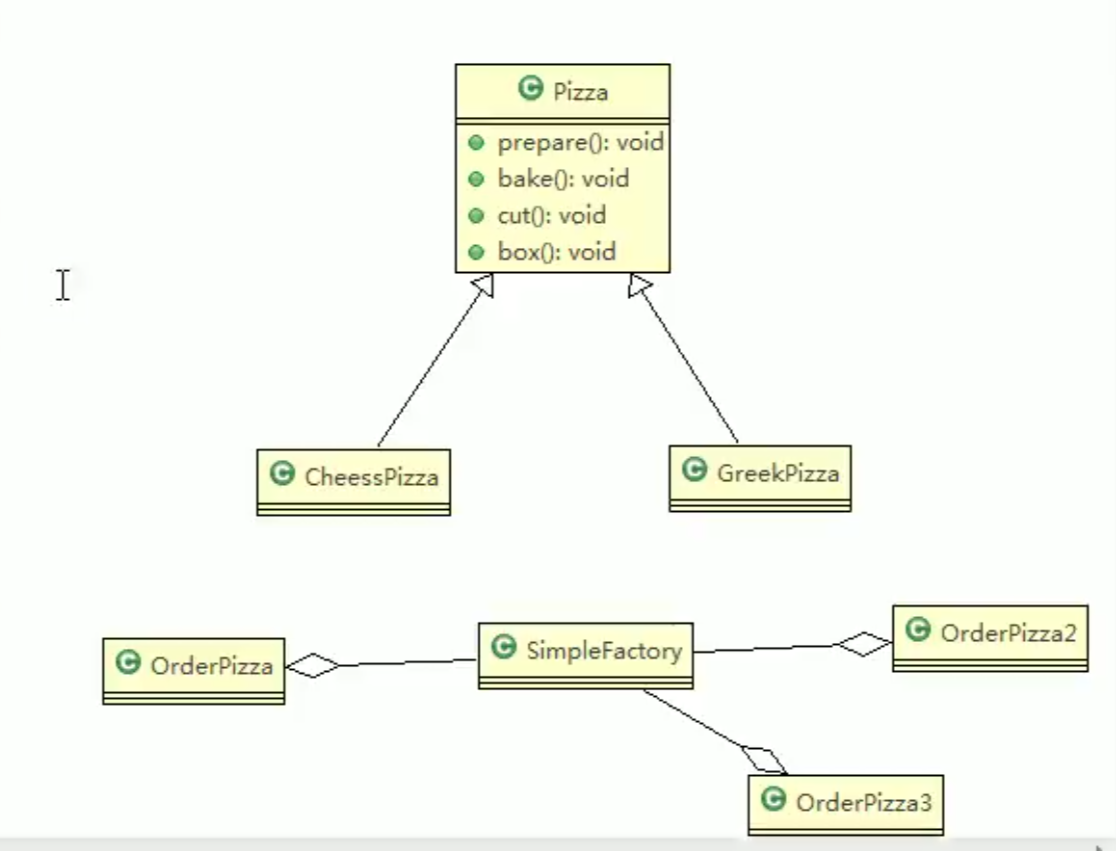 Pizza
prepare(): void
bake(): void
cut(): void
box(): void
CheessPizza
GreekPizza
OrderPizza
SimpleFactory
OrderPizza2
OrderPizza3